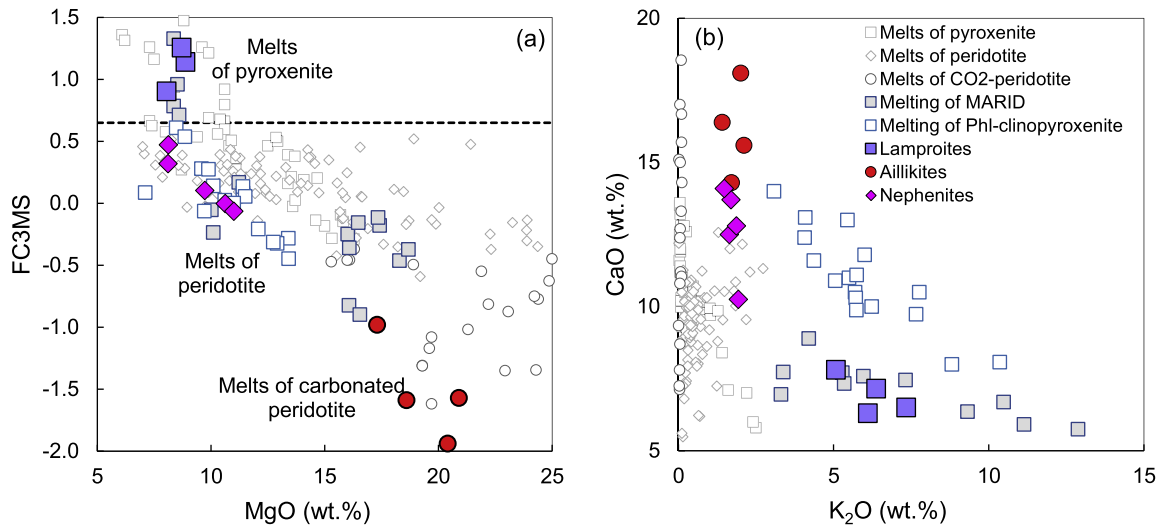 1.5
1.0
0.5
0.0
-0.5
-1.0
-1.5
-2.0
FC3MS
(a)
Melts
of pyroxenite
Melts of
peridotite
Melts of carbonated
peridotite
5
10
15
20
25
MgO (wt.%)
20
15
10
5
CaO (wt.%)
(b)
Melts of pyroxenite
Melts of peridotite
Melts of CO2-peridotite
Melting of MARID
Melting of Phl-clinopyroxenite
Lamproites
Aillikites
Nephenites
0
5
10
15
K₂O (wt.%)